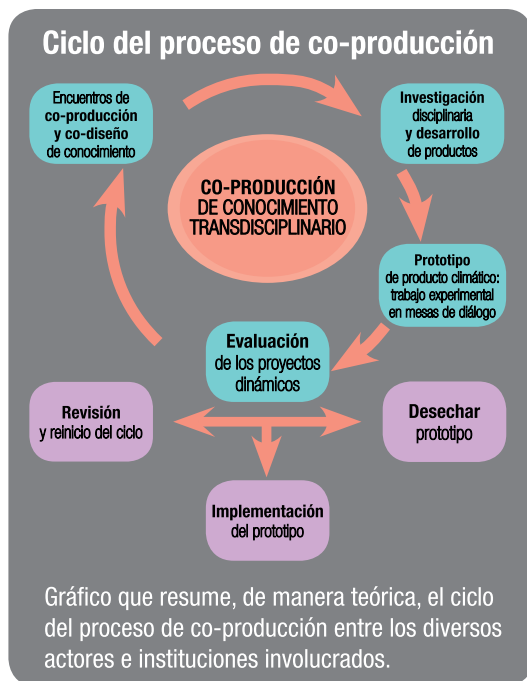 Ciclo del proceso de co-producción
Encuentros de
co-producción
y co-diseño
de conocimiento
Investigación
disciplinaria
y desarrollo
de productos
CO-PRODUCCIÓN
DE CONOCIMIENTO
TRANSDISCIPLINARIO
Prototipo
de producto climático:
trabajo experimental
en mesas de diálogo
Evaluación
de los proyectos
dinámicos
Revisión
y reinicio del ciclo
Desechar
prototipo
Implementación
del prototipo
Gráfico que resume, de manera teórica, el ciclo
del proceso de co-producción entre los diversos
actores e instituciones involucrados.